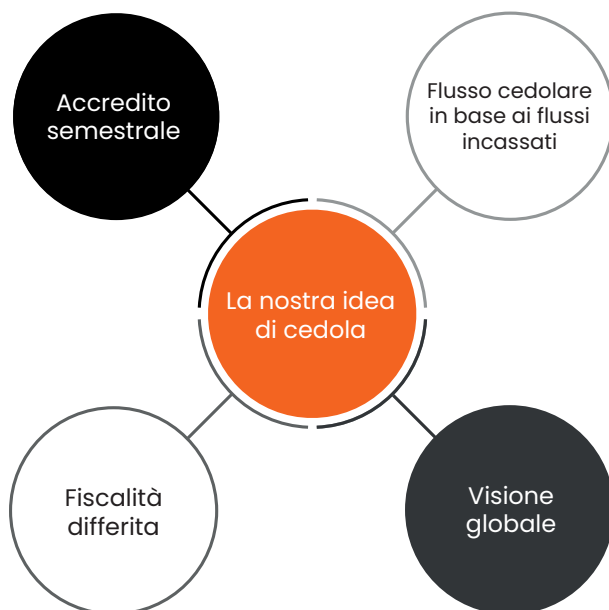 Accredito
semestrale
Flusso cedolare
in base ai flussi
incassati
La nostra idea
di cedola
Fiscalità
differita
Visione
globale